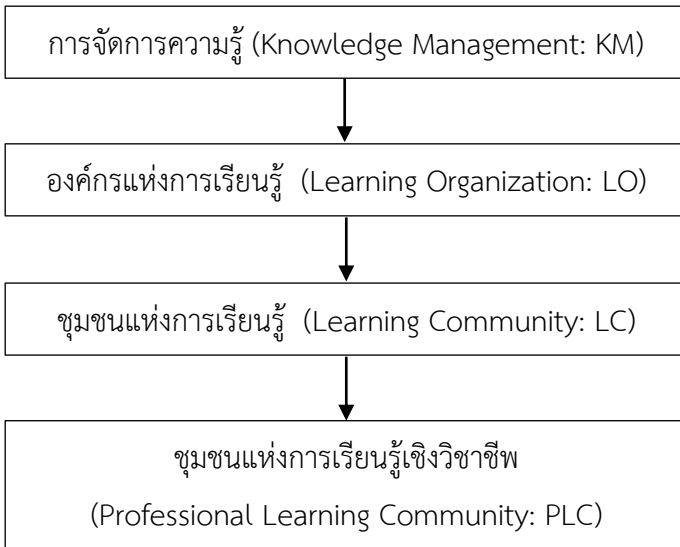 การจัดการความรู้ (Knowledge Management: KM)
องค์กรแห่งการเรียนรู้ (Learning Organization: LO)
ชุมชนแห่งการเรียนรู้ (Learning Community: LC)
ชุมชนแห่งการเรียนรู้เชิงวิชาชีพ
(Professional Learning Community: PLC)